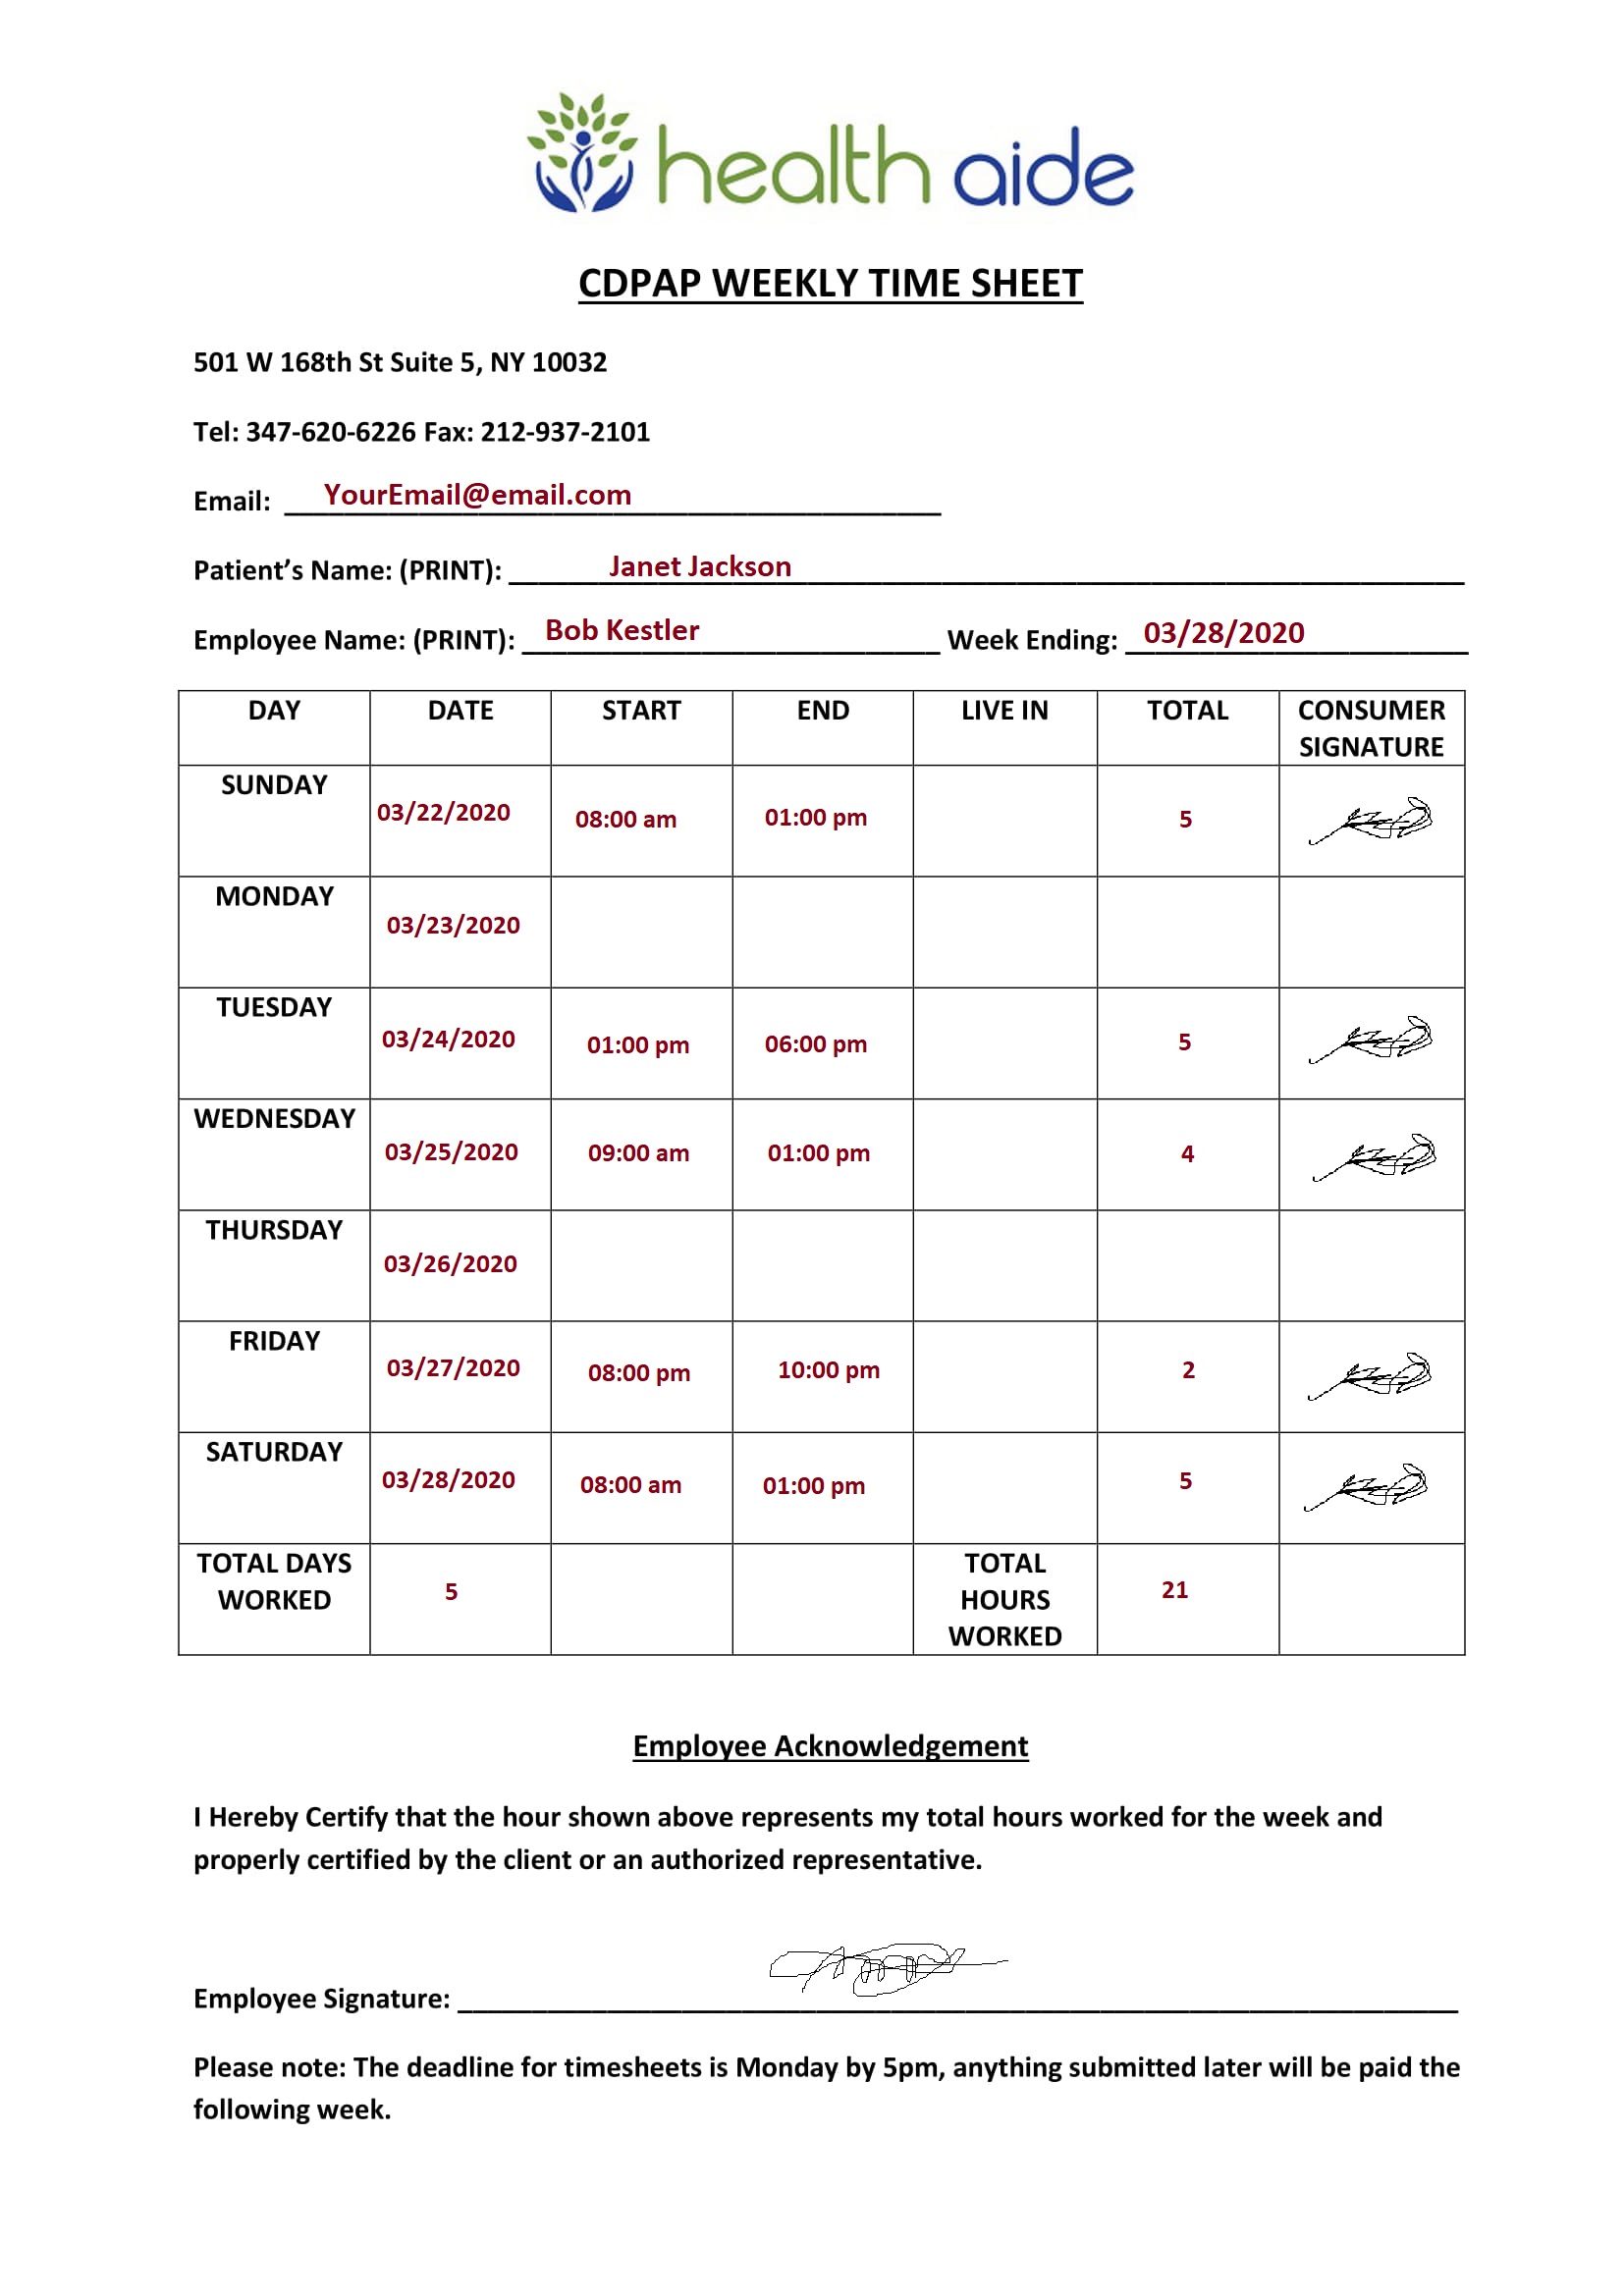 health aide
CDPAP WEEKLY TIME SHEET
501 W 168th St Suite 5, NY 10032
Tel: 347-620-6226 Fax: 212-937-2101
Email: YourEmail@email.com
Patient’s Name: (PRINT): Janet Jackson
Employee Name: (PRINT): Bob Kestler Week Ending: 03/28/2020
DAY DATE START END LIVE IN TOTAL CONSUMER SIGNATURE
SUNDAY 03/22/2020 08:00 am 01:00 pm 5
MONDAY 03/23/2020
TUESDAY 03/24/2020 01:00 pm 06:00 pm 5
WEDNESDAY 03/25/2020 09:00 am 01:00 pm 4
THURSDAY 03/26/2020
FRIDAY 03/27/2020 08:00 pm 10:00 pm 2
SATURDAY 03/28/2020 08:00 am 01:00 pm 5
TOTAL DAYS WORKED 5 TOTAL HOURS WORKED 21
Employee Acknowledgement
I Hereby Certify that the hour shown above represents my total hours worked for the week and
properly certified by the client or an authorized representative.
Employee Signature:
Please note: The deadline for timesheets is Monday by 5pm, anything submitted later will be paid the
following week.